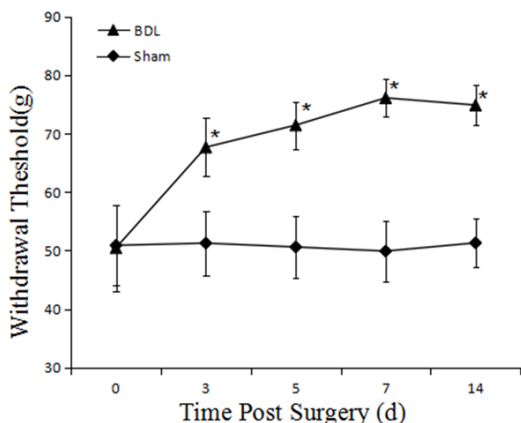 90
80
70
60
50
40
30
BDL
Sham
*
*
*
*
Withdrawal Theshold(g)
0 3 5 7 14
Time Post Surgery (d)